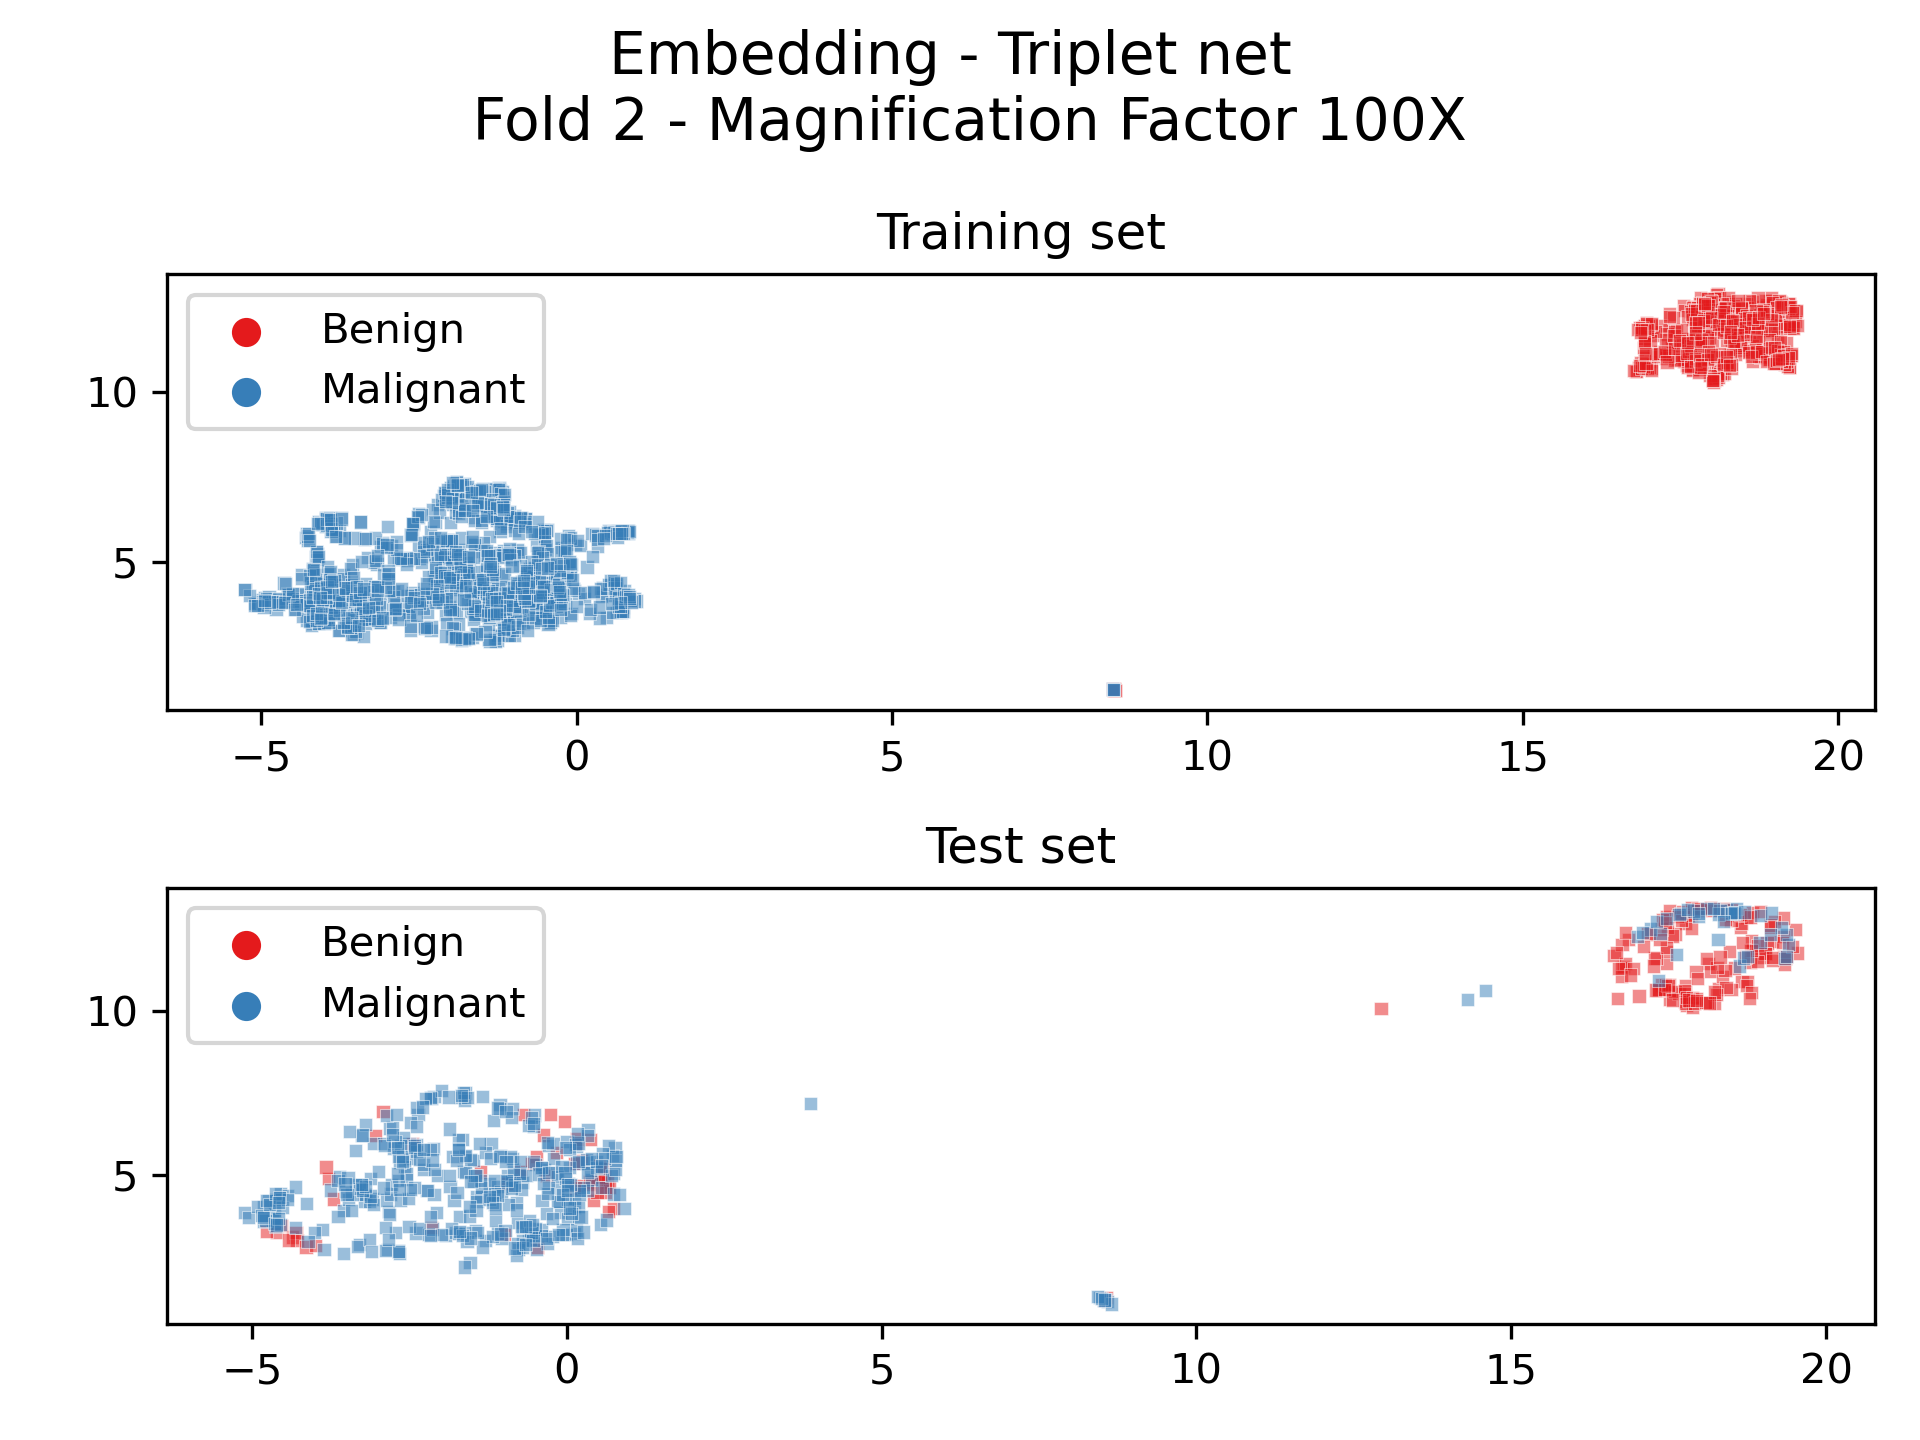 Embedding - Triplet net
Fold 2 - Magnification Factor 100X
Training set
Benign
Malignant
10
5
−5 0 5 10 15 20
Test set
Benign
Malignant
10
5
−5 0 5 10 15 20